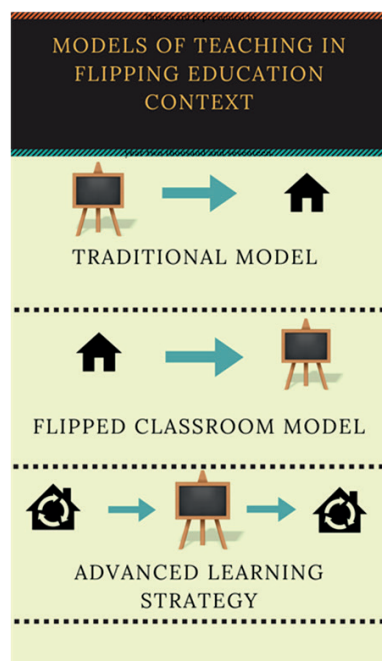 MODELS OF TEACHING IN
FLIPPING EDUCATION
CONTEXT
TRADITIONAL MODEL
FLIPPED CLASSROOM MODEL
ADVANCED LEARNING
STRATEGY